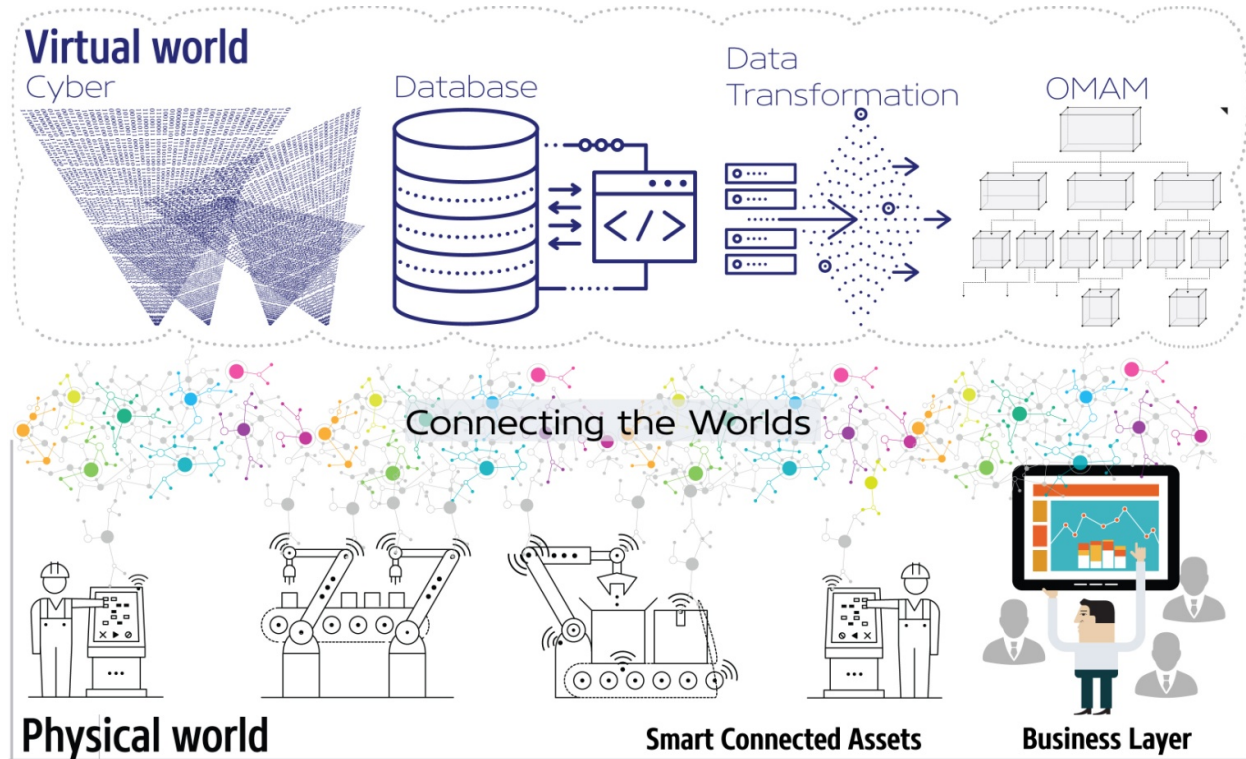 Virtual world
Cyber
Database
Data
Transformation
OMAM
</>
Connecting the Worlds
Physical world
Smart Connected Assets
Business Layer